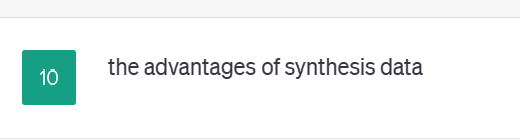 10
the advantages of synthesis data